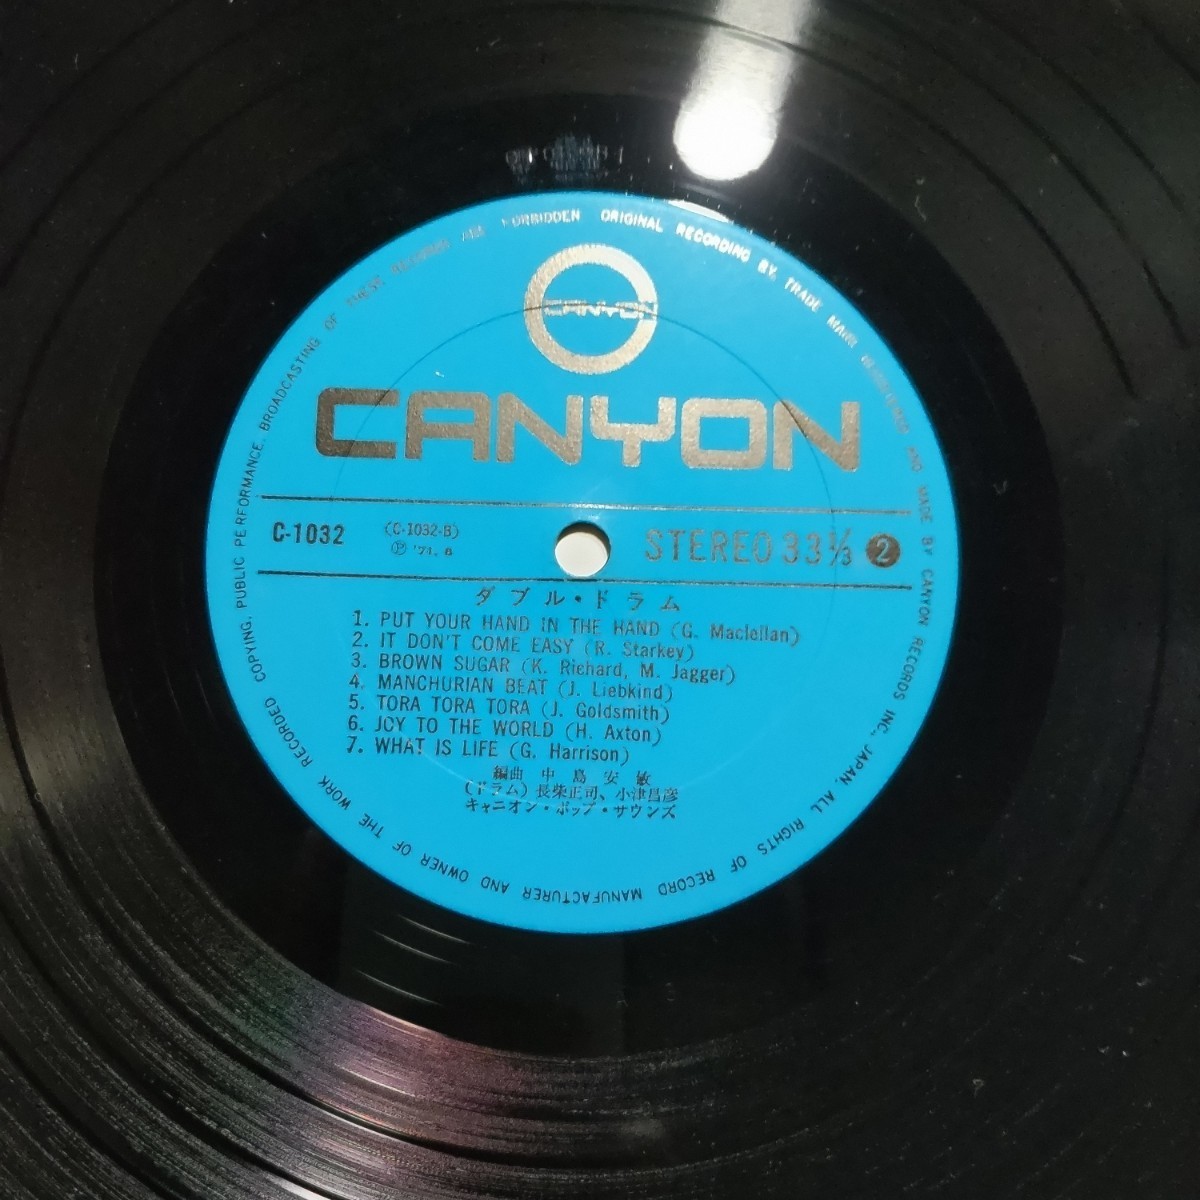 ORIGINAL RECORDING BY, TRADE MARK REGISTERED AND MADE BY CANYON RECORDS INC., JAPAN. ALL RIGHTS OF RECORD MANUFACTURER AND OWNER OF THE WORK RECORDED COPYING, PUBLIC PERFORMANCE, BROADCASTING OF THESE RECORDS ARE FORBIDDEN
CANYON
CANYON
C-1032 (C-1032-B) STEREO 33⅓ 2
Ⓟ '71. 8
ダブル・ドラム
1. PUT YOUR HAND IN THE HAND (G. Maclellan)
2. IT DON'T COME EASY (R. Starkey)
3. BROWN SUGAR (K. Richard, M. Jagger)
4. MANCHURIAN BEAT (J. Liebkind)
5. TORA TORA TORA (J. Goldsmith)
6. JOY TO THE WORLD (H. Axton)
7. WHAT IS LIFE (G. Harrison)
編曲 中島安敏
(ドラム) 長柴正司、小津昌彦
キャニオン・ポップ・サウンズ